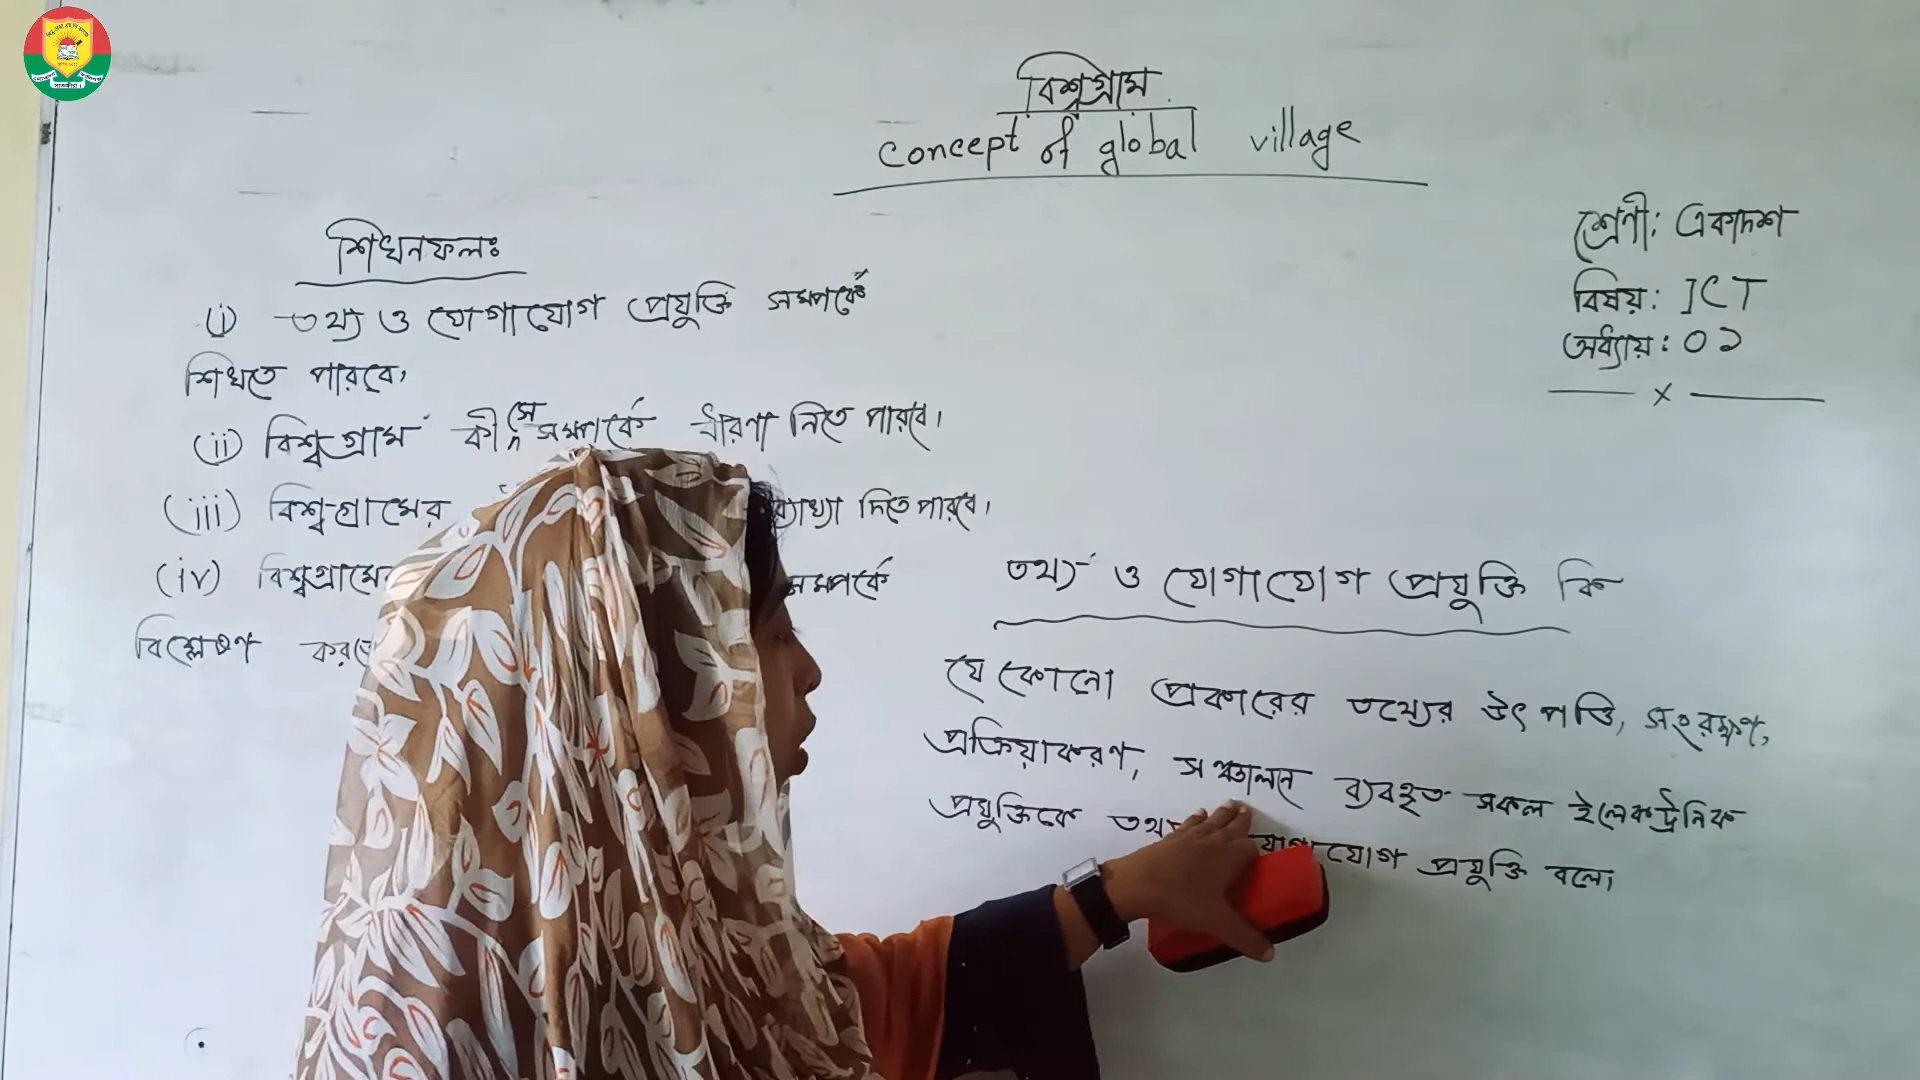 বিশ্বগ্রাম
concept of global village
শ্রেণী: একাদশ
বিষয়: ICT
অধ্যায়: ০১
x
শিখনফলঃ
(i) তথ্য ও যোগাযোগ প্রযুক্তি সম্পর্কে
শিখতে পারবে।
(ii) বিশ্বগ্রাম কী সে সম্পর্কে ধারণা নিতে পারবে।
(iii) বিশ্বগ্রামের ব্যাখ্যা দিতে পারবে।
(iv) বিশ্বগ্রামের সম্পর্কে
বিশ্লেষণ করতে
তথ্য ও যোগাযোগ প্রযুক্তি কি
যে কোনো প্রকারের তথ্যের উৎপত্তি, সংরক্ষণ,
প্রক্রিয়াকরণ, সঞ্চালনে ব্যবহৃত সকল ইলেকট্রনিক
প্রযুক্তিকে তথ্য যোগাযোগ প্রযুক্তি বলে।